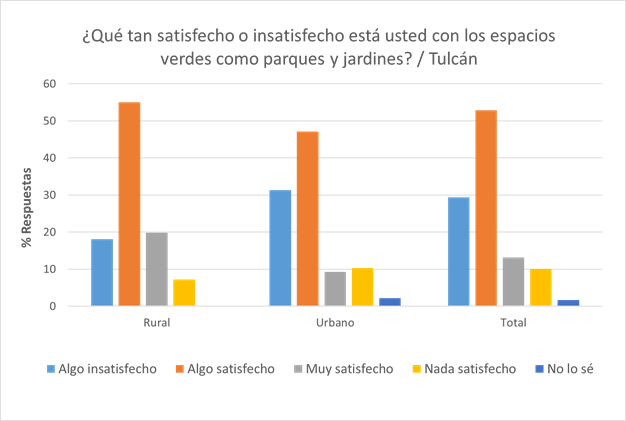 ¿Qué tan satisfecho o insatisfecho está usted con los espacios
verdes como parques y jardines? / Tulcán
% Respuestas
60
50
40
30
20
10
0
Rural
Urbano
Total
Algo insatisfecho
Algo satisfecho
Muy satisfecho
Nada satisfecho
No lo sé